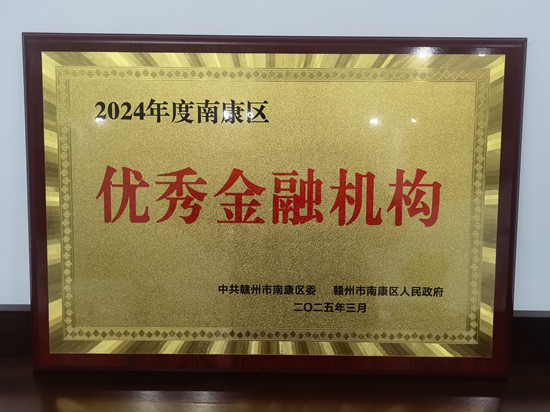 2024年度南康区
优秀金融机构
中共赣州市南康区委 赣州市南康区人民政府
二〇二五年三月